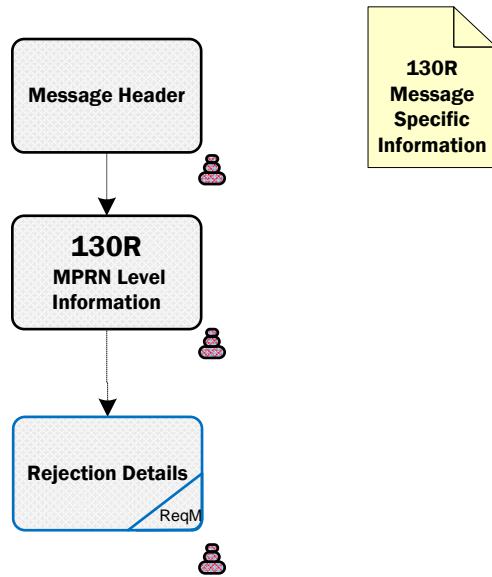 Message Header
130R
Message
Specific
Information
130R
MPRN Level
Information
Rejection Details
ReqM